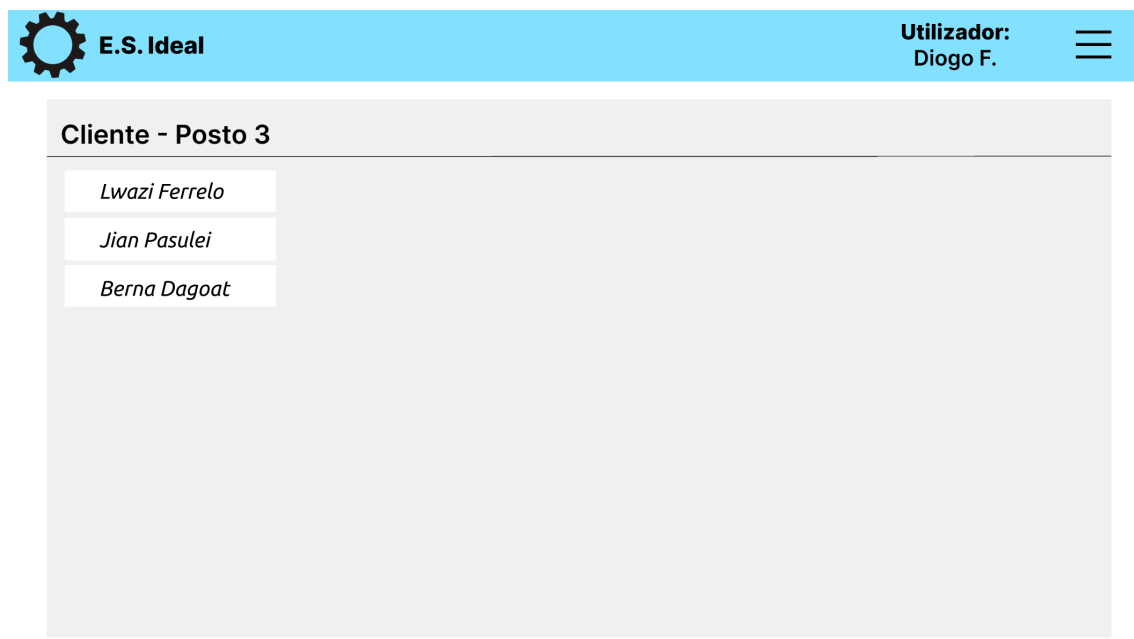 E.S. Ideal
Utilizador:
Diogo F.
Cliente - Posto 3
Lwazi Ferrelo
Jian Pasulei
Berna Dagoat